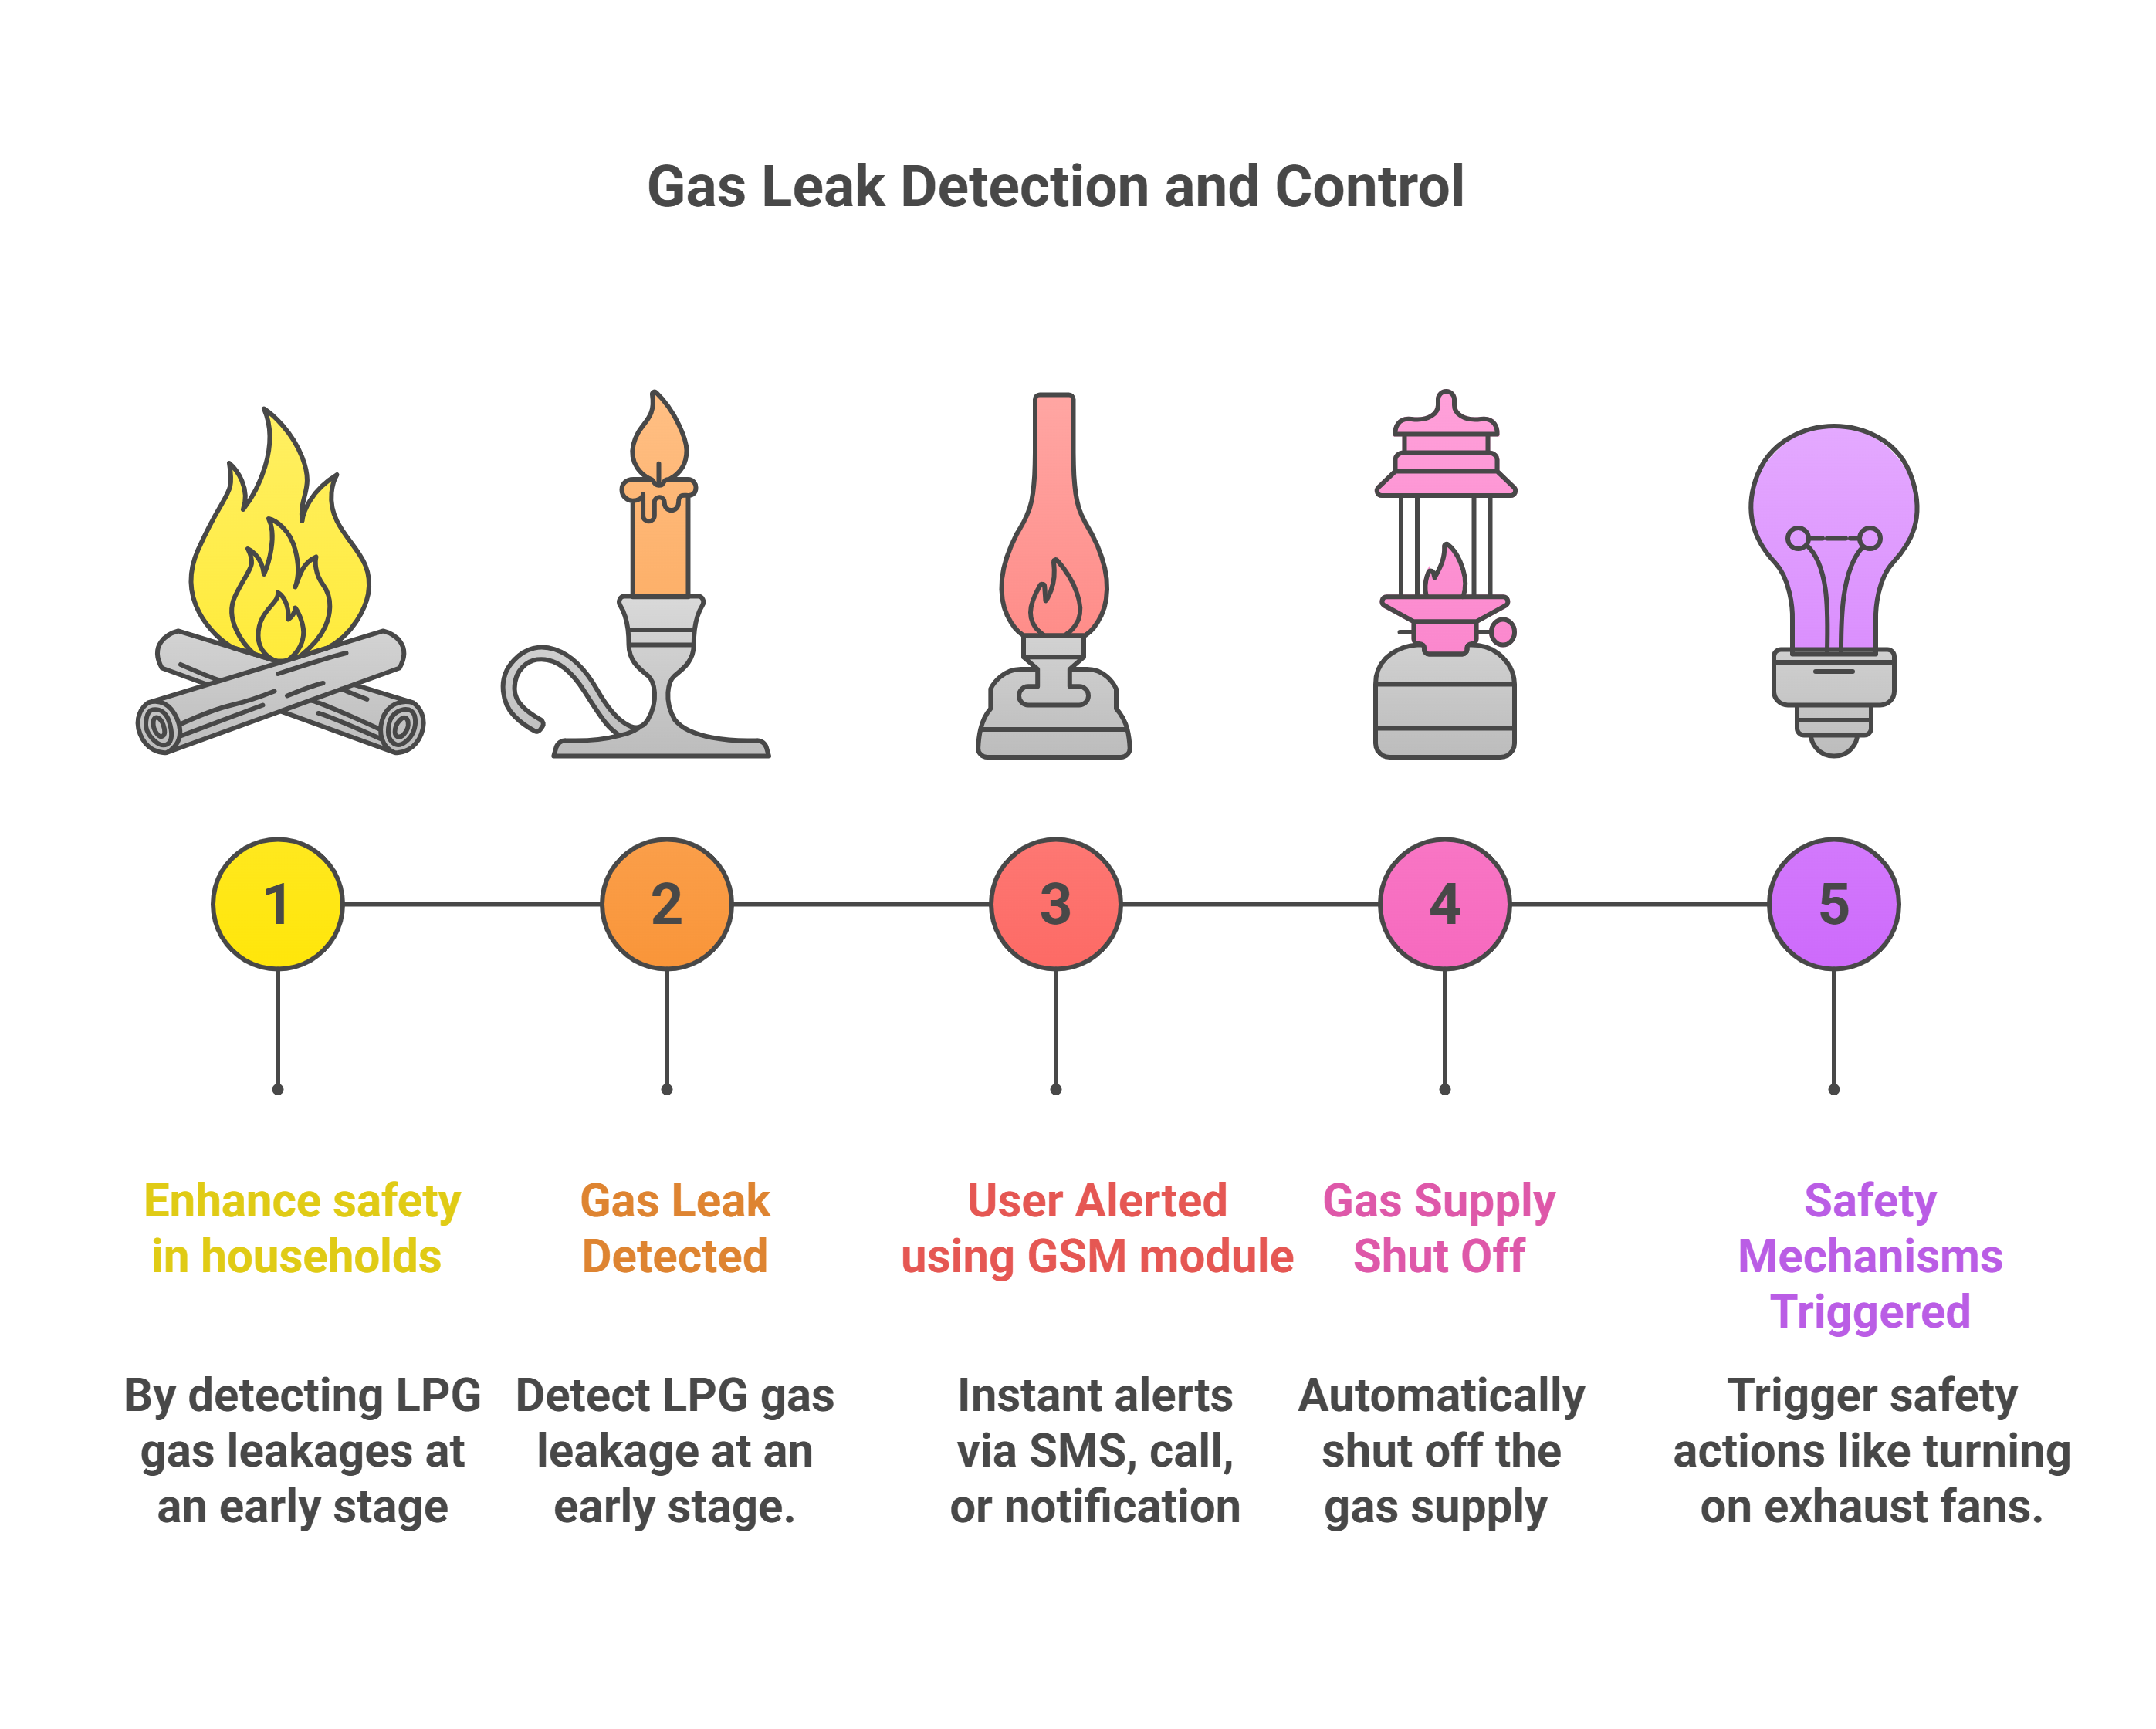 Gas Leak Detection and Control
1
2
3
4
5
Enhance safety
in households
By detecting LPG
gas leakages at
an early stage
Gas Leak
Detected
Detect LPG gas
leakage at an
early stage.
User Alerted
using GSM module
Instant alerts
via SMS, call,
or notification
Gas Supply
Shut Off
Automatically
shut off the
gas supply
Safety
Mechanisms
Triggered
Trigger safety
actions like turning
on exhaust fans.